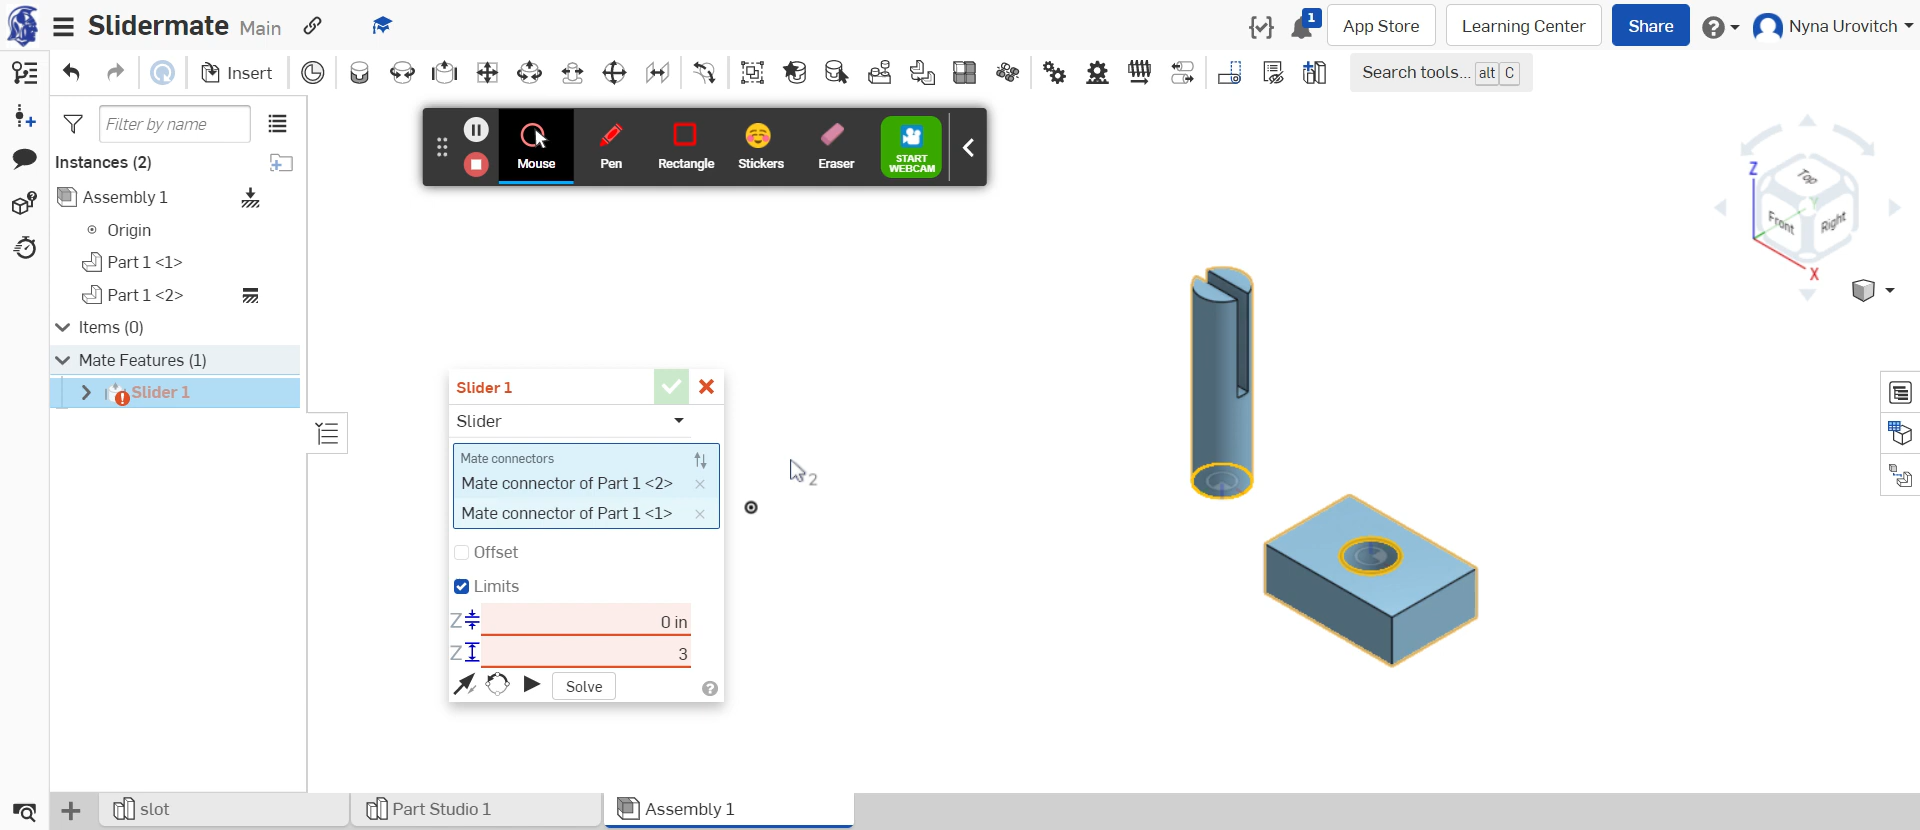 Slidermate Main
1
App Store
Learning Center
Share
Nyna Urovitch
Insert
Search tools... alt C
Filter by name
Mouse
Pen
Rectangle
Stickers
Eraser
START
WEBCAM
Instances (2)
Assembly 1
Origin
Part 1 <1>
Part 1 <2>
Items (0)
Mate Features (1)
Slider 1
Z
Top
Front
Right
X
Slider 1
Slider
Mate connectors
Mate connector of Part 1 <2>
Mate connector of Part 1 <1>
2
Offset
Limits
Z 0 in
Z 3
Solve
slot
Part Studio 1
Assembly 1